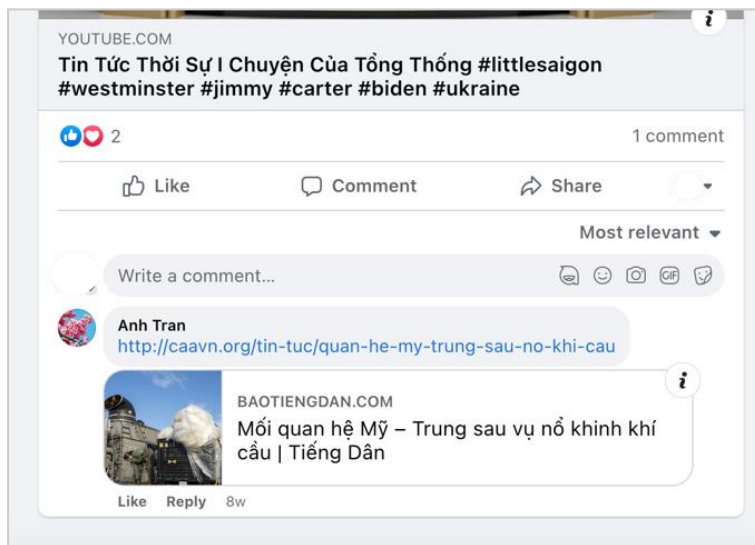 YOUTUBE.COM
Tin Tức Thời Sự I Chuyện Của Tổng Thống #littlesaigon
#westminster #jimmy #carter #biden #ukraine
2
1 comment
Like
Comment
Share
Most relevant
Write a comment...
GIF
Anh Tran
http://caavn.org/tin-tuc/quan-he-my-trung-sau-no-khi-cau
BAOTIENGDAN.COM
Mối quan hệ Mỹ – Trung sau vụ nổ khinh khí
cầu | Tiếng Dân
Like Reply 8w